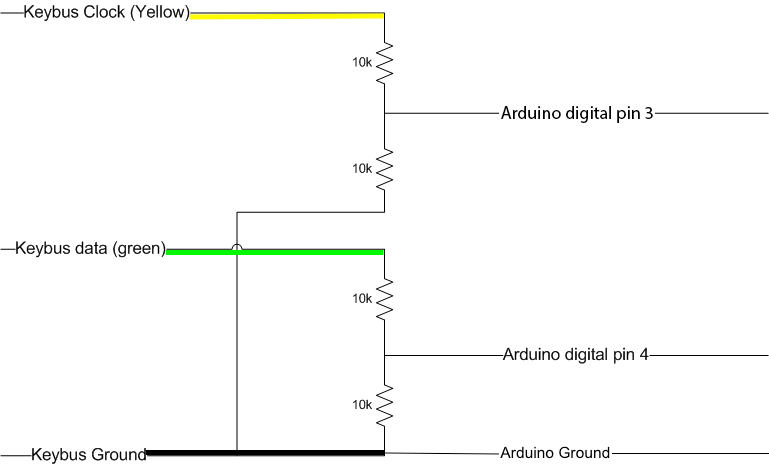 Keybus Clock (Yellow)
10k
Arduino digital pin 3
10k
Keybus data (green)
10k
Arduino digital pin 4
10k
Keybus Ground
Arduino Ground